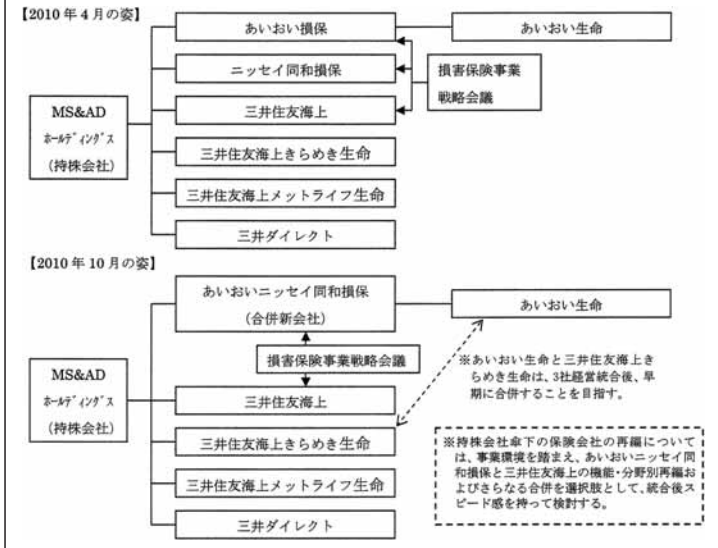 【2010年4月の姿】
あいおい損保
あいおい生命
ニッセイ同和損保
損害保険事業
戦略会議
三井住友海上
MS&AD
ホールディングス
(持株会社)
三井住友海上きらめき生命
三井住友海上メットライフ生命
三井ダイレクト
【2010年10月の姿】
あいおいニッセイ同和損保
(合併新会社)
あいおい生命
損害保険事業戦略会議
※あいおい生命と三井住友海上き
らめき生命は、3社経営統合後、早
期に合併することを目指す。
MS&AD
ホールディングス
(持株会社)
三井住友海上
三井住友海上きらめき生命
三井住友海上メットライフ生命
三井ダイレクト
※持株会社傘下の保険会社の再編について
は、事業環境を踏まえ、あいおいニッセイ同
和損保と三井住友海上の機能・分野別再編
およびさらなる合併を選択肢として、統合後ス
ピード感を持って検討する。